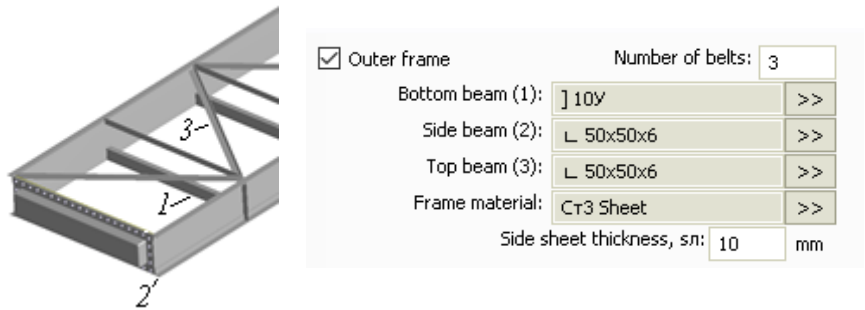 3
1
2
Outer frame Number of belts: 3
Bottom beam (1): ] 10У >>
Side beam (2): ∟ 50x50x6 >>
Top beam (3): ∟ 50x50x6 >>
Frame material: Ст3 Sheet >>
Side sheet thickness, sл: 10 mm